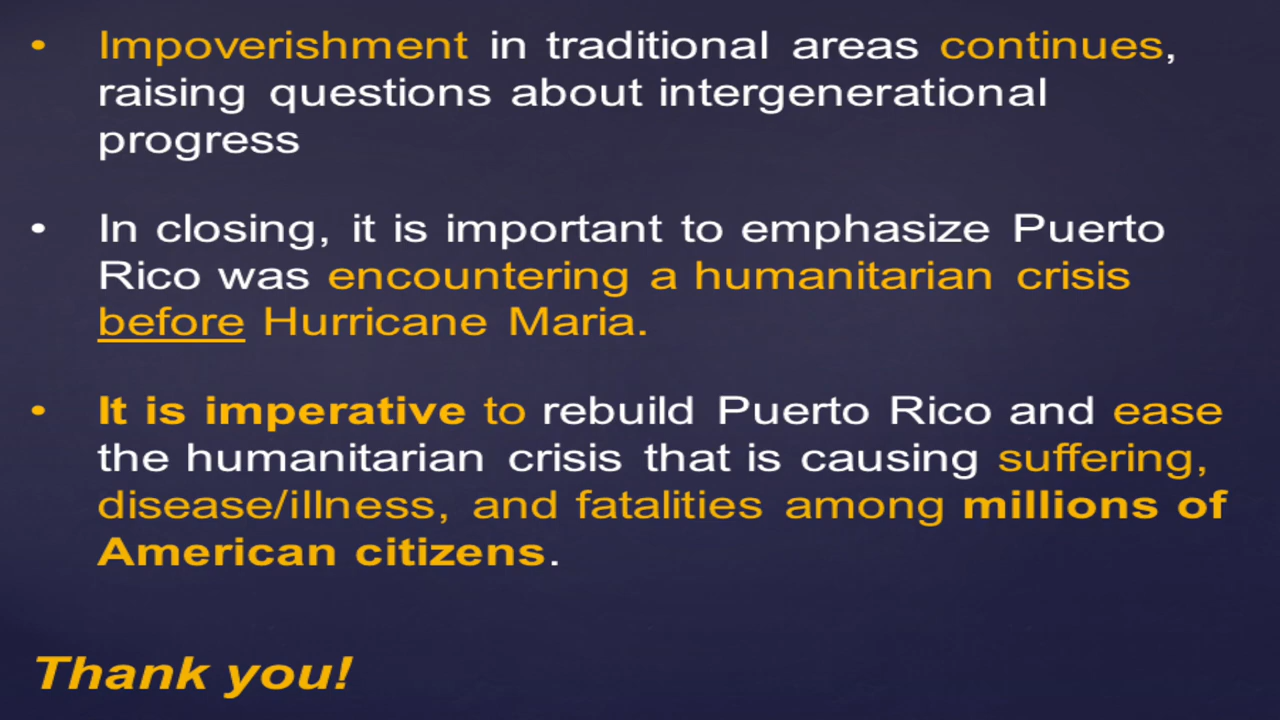 • Impoverishment in traditional areas continues,
raising questions about intergenerational
progress
• In closing, it is important to emphasize Puerto
Rico was encountering a humanitarian crisis
before Hurricane Maria.
• It is imperative to rebuild Puerto Rico and ease
the humanitarian crisis that is causing suffering,
disease/illness, and fatalities among millions of
American citizens.
Thank you!